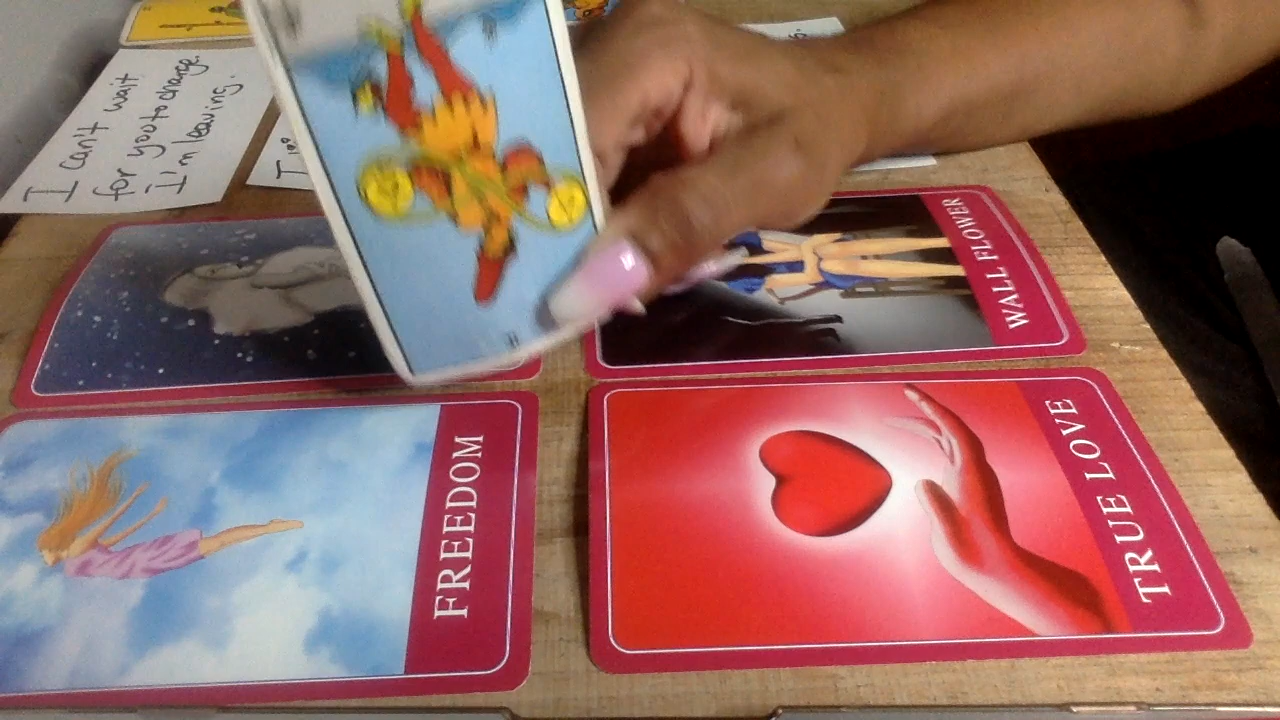 I can't wait
for you to change.
I'm leaving.
WALL FLOWER
FREEDOM
TRUE LOVE